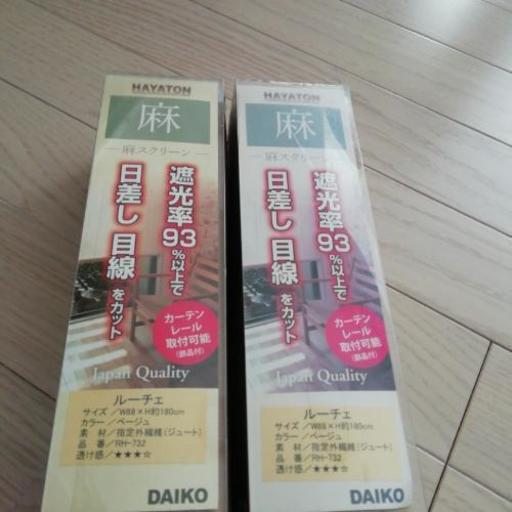 HAYATON
麻
麻スクリーン
遮光率93%以上で
日差し 目線をカット
カーテン
レール
取付可能
(部品付)
Japan Quality
ルーチェ
サイズ／W88×H約180cm
カラー／ベージュ
素 材／指定外繊維(ジュート)
品 番／RH-732
透け感／★★★☆
DAIKO
HAYATON
麻
麻スクリーン
遮光率93%以上で
日差し 目線をカット
カーテン
レール
取付可能
(部品付)
Japan Quality
ルーチェ
サイズ／W88×H約180cm
カラー／ベージュ
素 材／指定外繊維(ジュート)
品 番／RH-732
透け感／★★★☆
DAIKO